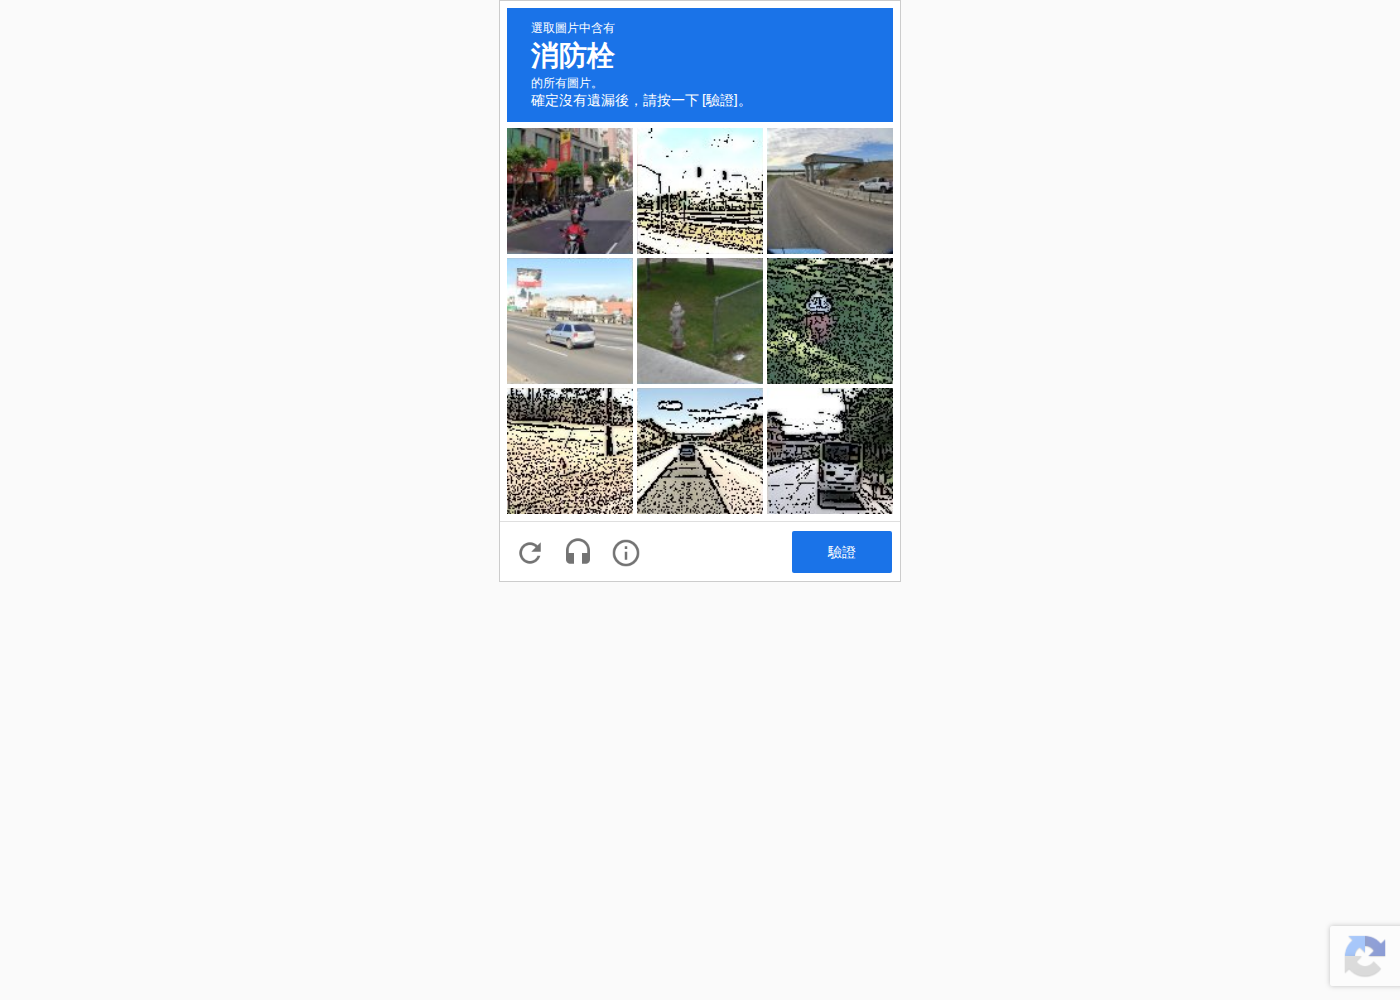 選取圖片中含有
消防栓
的所有圖片。
確定沒有遺漏後，請按一下 [驗證]。
驗證